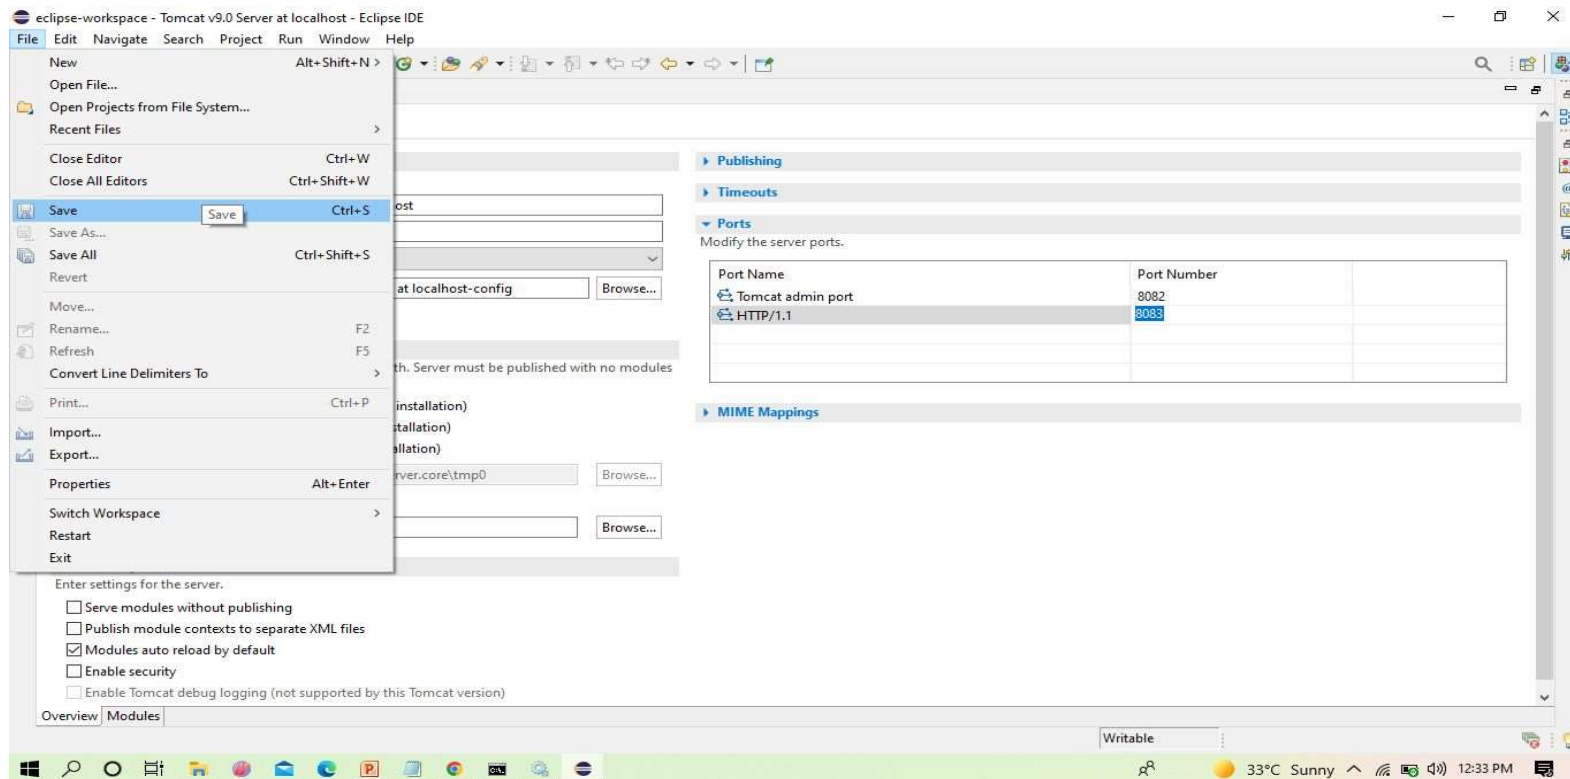 eclipse-workspace - Tomcat v9.0 Server at localhost - Eclipse IDE
File Edit Navigate Search Project Run Window Help
New Alt+Shift+N >
Open File...
Open Projects from File System...
Recent Files >
Close Editor Ctrl+W
Close All Editors Ctrl+Shift+W
Save Ctrl+S
Save
Save As...
Save All Ctrl+Shift+S
Revert
Move...
Rename... F2
Refresh F5
Convert Line Delimiters To >
Print... Ctrl+P
Import...
Export...
Properties Alt+Enter
Switch Workspace >
Restart
Exit
ost
at localhost-config Browse...
th. Server must be published with no modules
installation)
stallation)
allation)
rver.core\tmp0 Browse...
Browse...
Enter settings for the server.
Serve modules without publishing
Publish module contexts to separate XML files
Modules auto reload by default
Enable security
Enable Tomcat debug logging (not supported by this Tomcat version)
Overview Modules
Publishing
Timeouts
Ports
Modify the server ports.
Port Name Port Number
Tomcat admin port 8082
HTTP/1.1 8083
MIME Mappings
Writable
33°C Sunny 12:33 PM